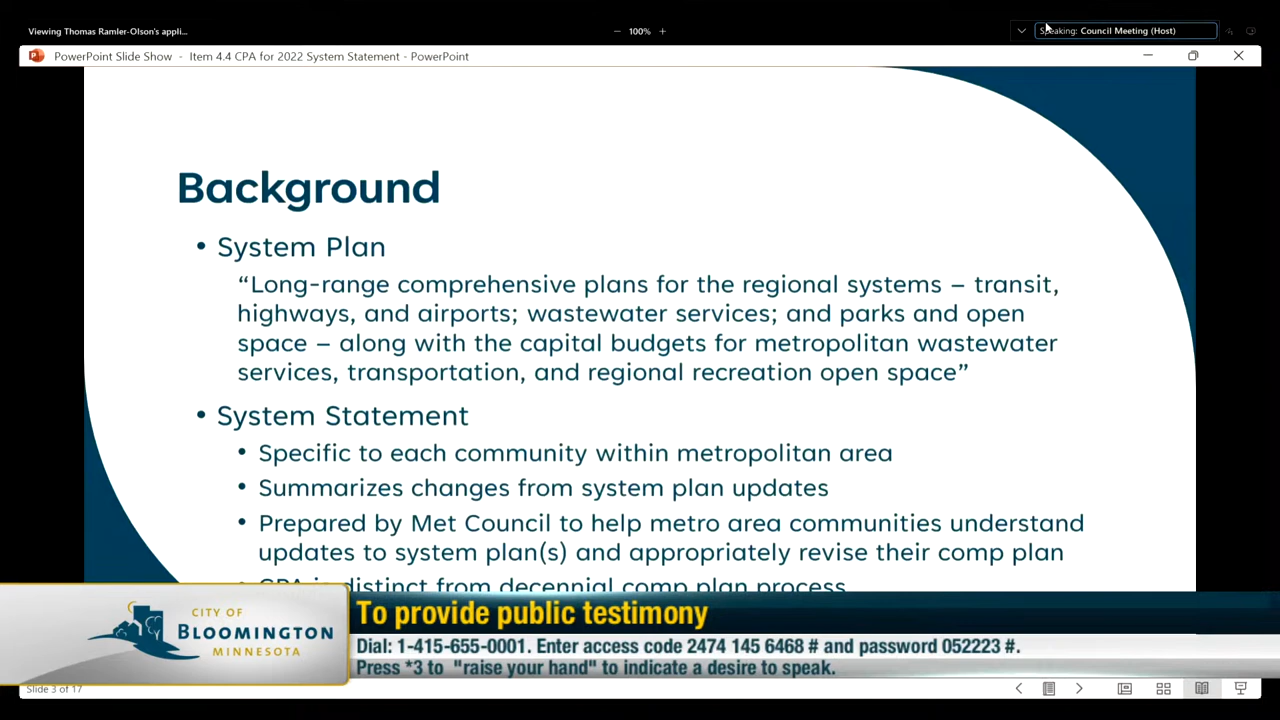 Viewing Thomas Ramler-Olson's appli...
− 100% +
Speaking: Council Meeting (Host)
PowerPoint Slide Show - Item 4.4 CPA for 2022 System Statement - PowerPoint
Background
• System Plan
“Long-range comprehensive plans for the regional systems – transit,
highways, and airports; wastewater services; and parks and open
space – along with the capital budgets for metropolitan wastewater
services, transportation, and regional recreation open space”
• System Statement
• Specific to each community within metropolitan area
• Summarizes changes from system plan updates
• Prepared by Met Council to help metro area communities understand
updates to system plan(s) and appropriately revise their comp plan
• CPA is distinct from decennial comp plan process
CITY OF
BLOOMINGTON
MINNESOTA
To provide public testimony
Dial: 1-415-655-0001. Enter access code 2474 145 6468 # and password 052223 #.
Press *3 to "raise your hand" to indicate a desire to speak.
Slide 3 of 17